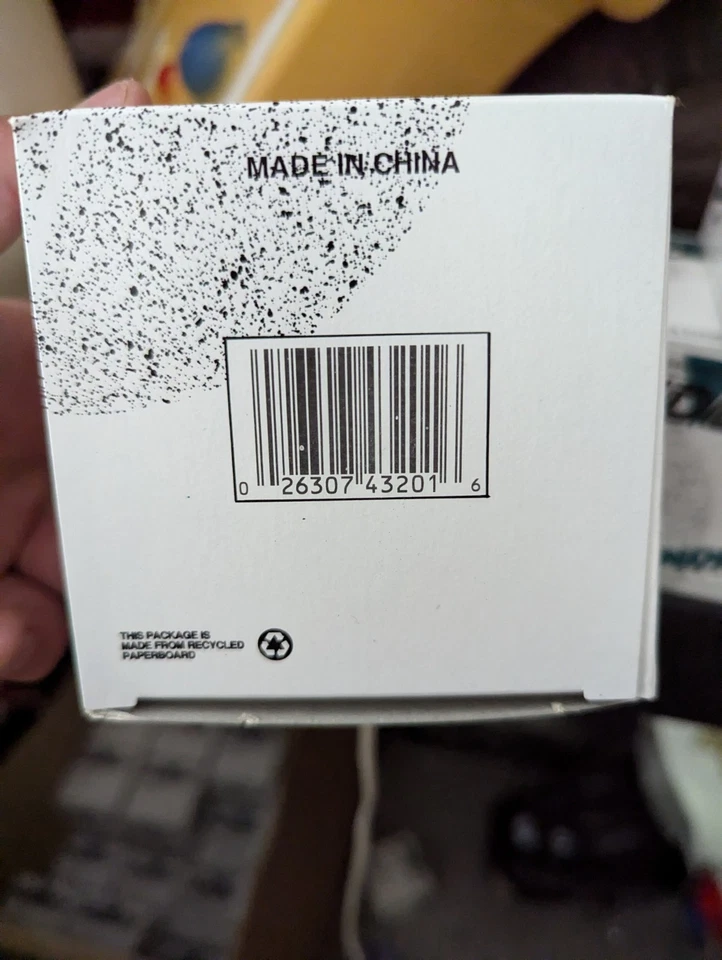 MADE IN CHINA
0 26307 43201 6
THIS PACKAGE IS
MADE FROM RECYCLED
PAPERBOARD